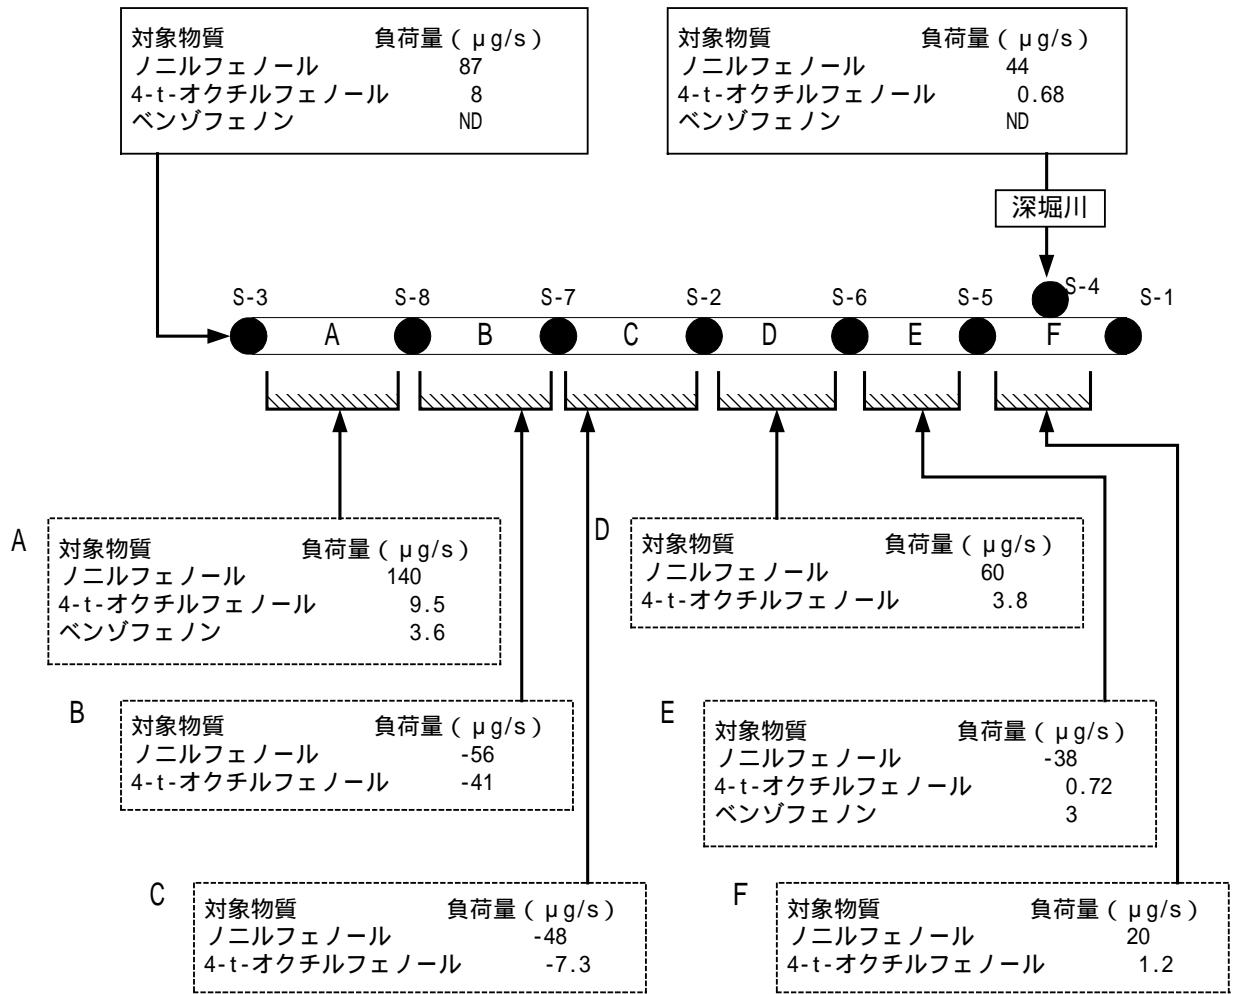 対象物質 負荷量（μg/s）
ノニルフェノール 87
4-t-オクチルフェノール 8
ベンゾフェノン ND
対象物質 負荷量（μg/s）
ノニルフェノール 44
4-t-オクチルフェノール 0.68
ベンゾフェノン ND
深堀川
S-3 S-8 S-7 S-2 S-6 S-5 S-4 S-1
A B C D E F
A
対象物質 負荷量（μg/s）
ノニルフェノール 140
4-t-オクチルフェノール 9.5
ベンゾフェノン 3.6
D
対象物質 負荷量（μg/s）
ノニルフェノール 60
4-t-オクチルフェノール 3.8
B
対象物質 負荷量（μg/s）
ノニルフェノール -56
4-t-オクチルフェノール -41
E
対象物質 負荷量（μg/s）
ノニルフェノール -38
4-t-オクチルフェノール 0.72
ベンゾフェノン 3
C
対象物質 負荷量（μg/s）
ノニルフェノール -48
4-t-オクチルフェノール -7.3
F
対象物質 負荷量（μg/s）
ノニルフェノール 20
4-t-オクチルフェノール 1.2